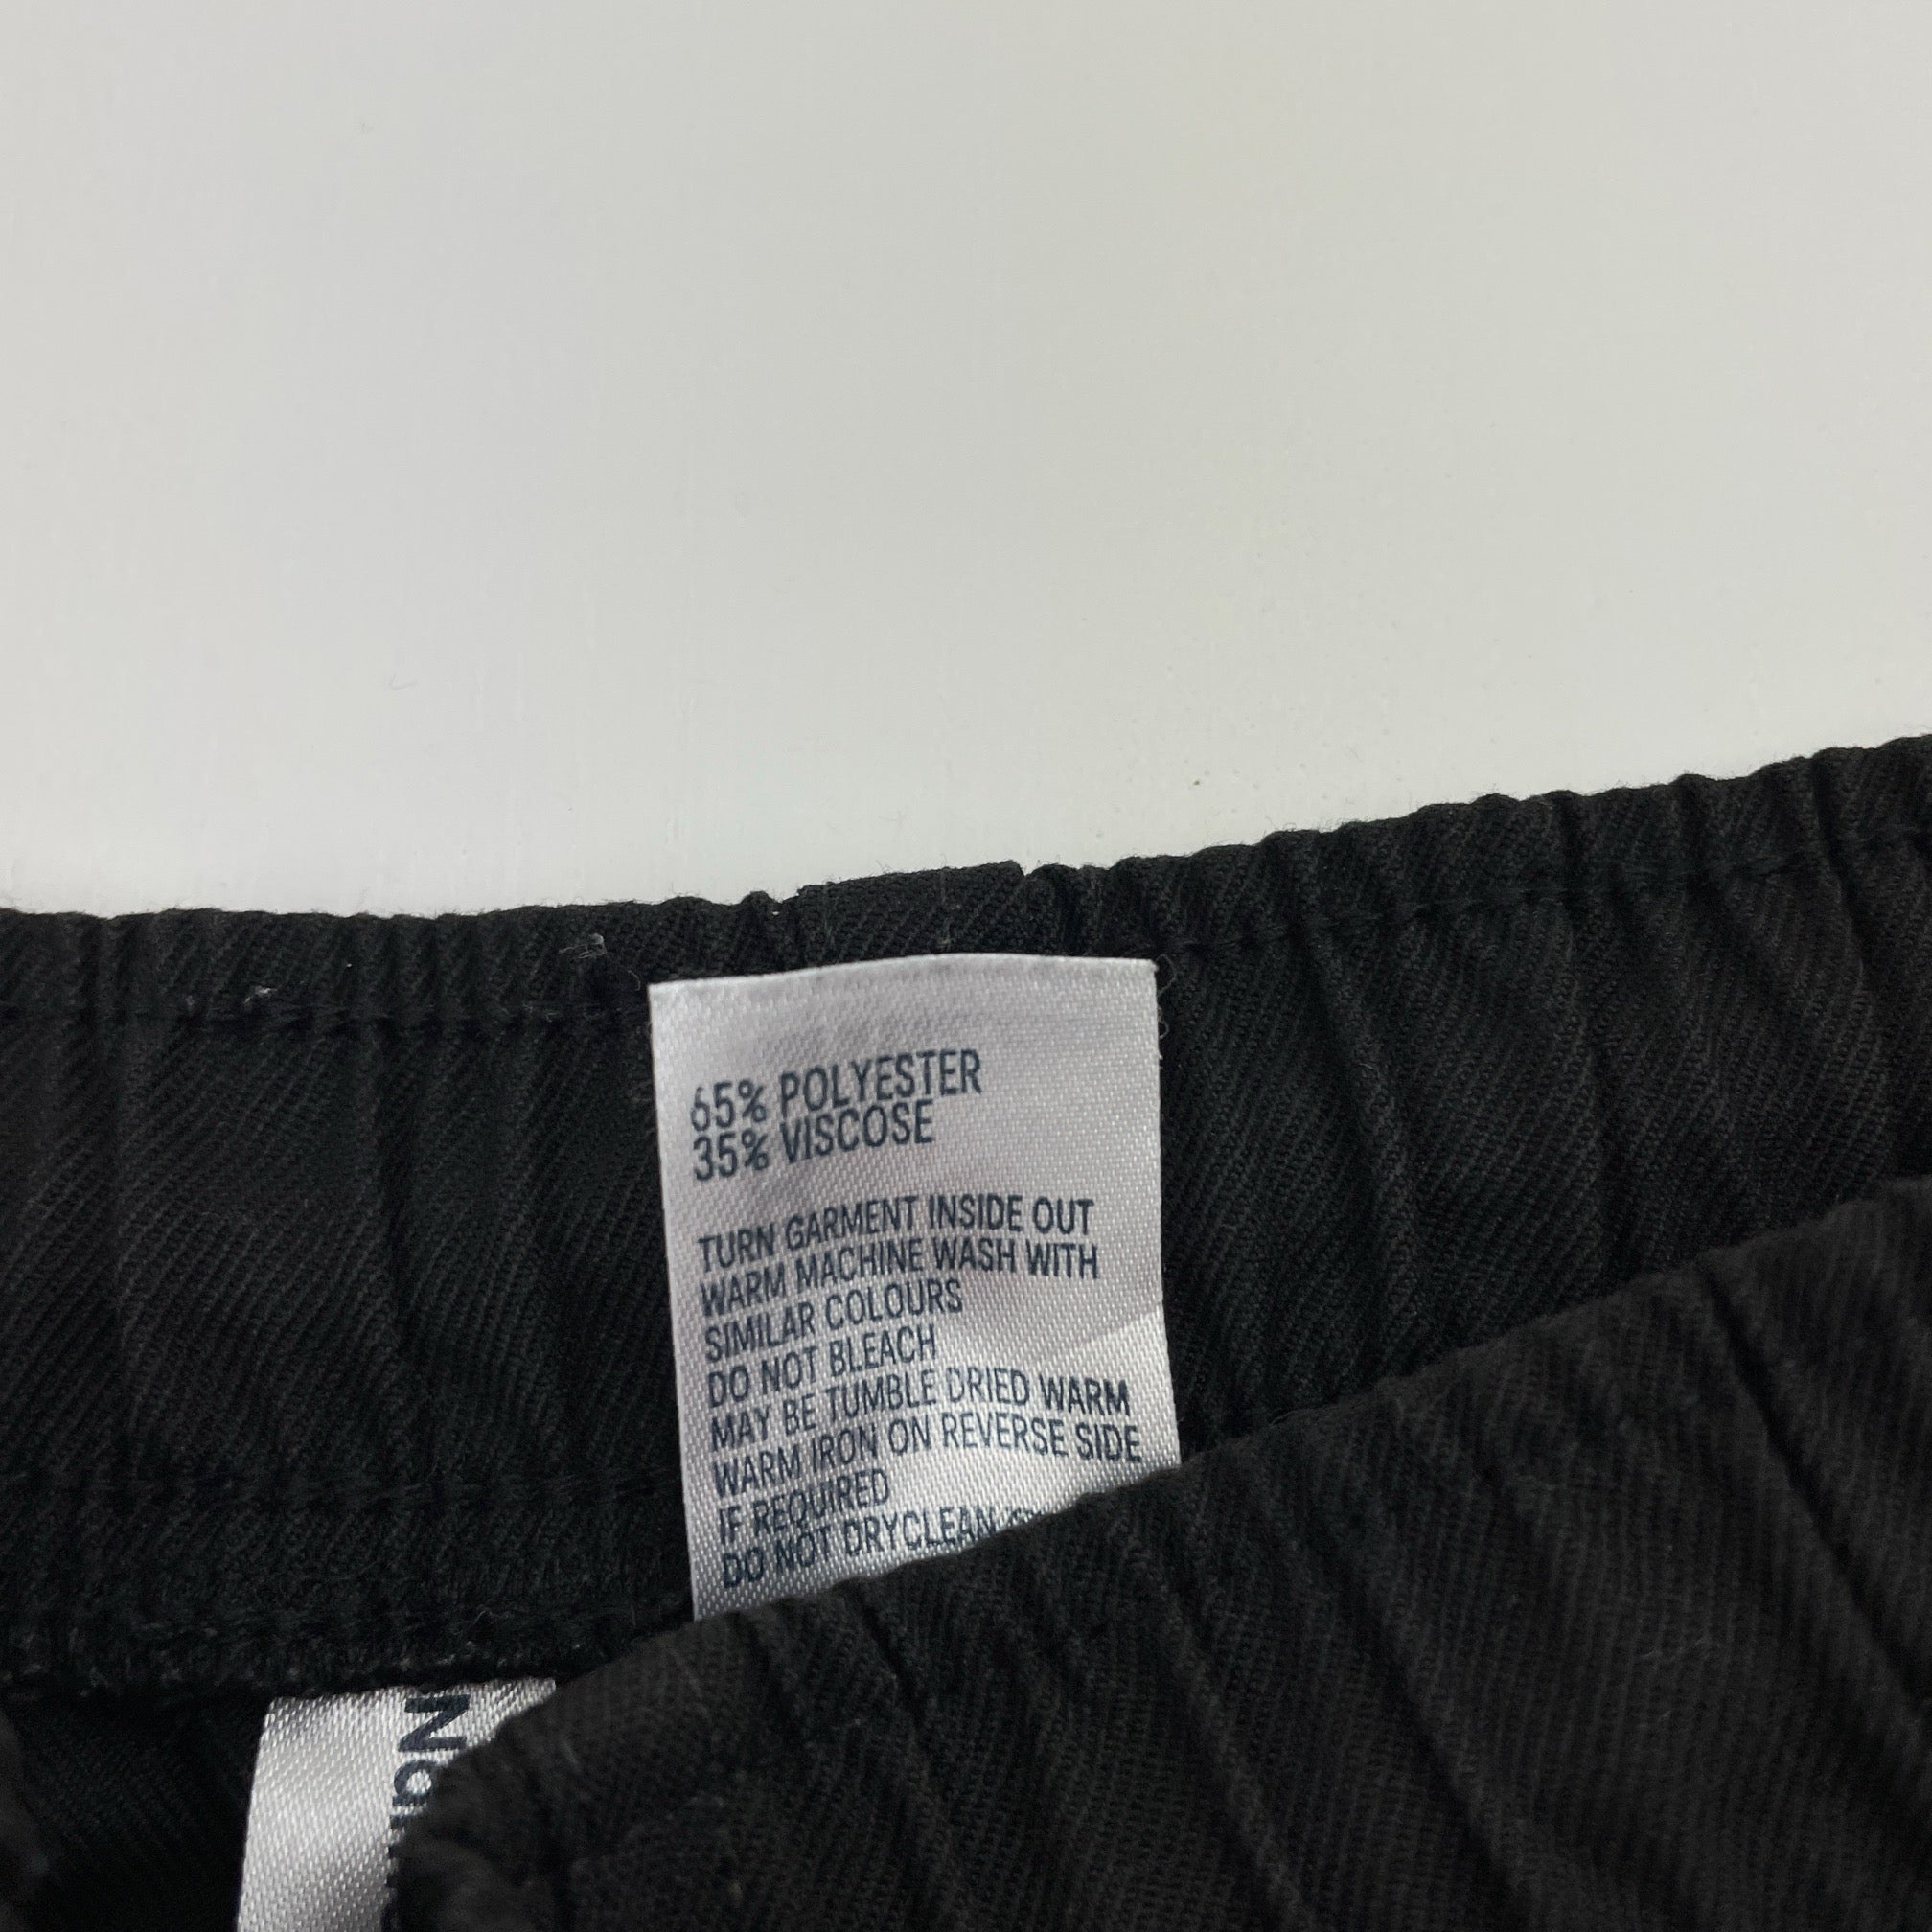 65% POLYESTER
35% VISCOSE
TURN GARMENT INSIDE OUT
WARM MACHINE WASH WITH
SIMILAR COLOURS
DO NOT BLEACH
MAY BE TUMBLE DRIED WARM
WARM IRON ON REVERSE SIDE
IF REQUIRED
DO NOT DRYCLEAN